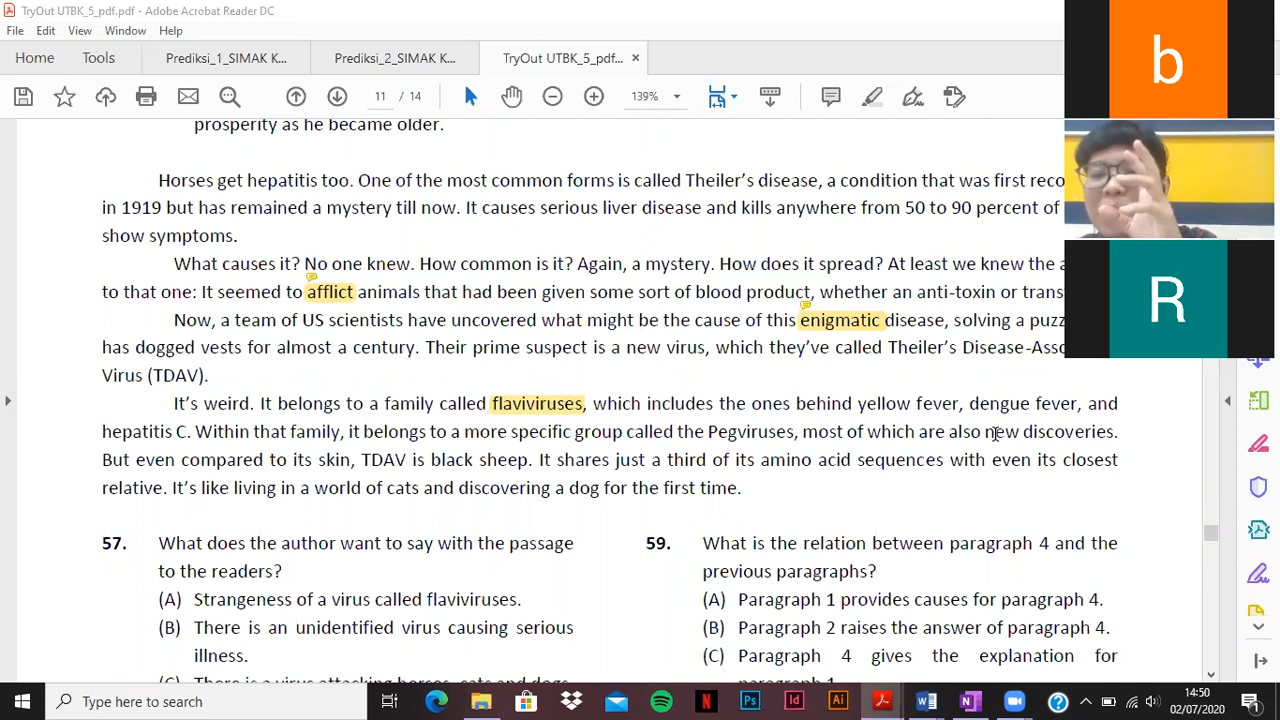 TryOut UTBK_5_pdf.pdf - Adobe Acrobat Reader DC
File Edit View Window Help
Home Tools Prediksi_1_SIMAK K... Prediksi_2_SIMAK K... TryOut UTBK_5_pdf... ×
11 / 14 139%
prosperity as he became older.
Horses get hepatitis too. One of the most common forms is called Theiler's disease, a condition that was first reco
in 1919 but has remained a mystery till now. It causes serious liver disease and kills anywhere from 50 to 90 percent of
show symptoms.
What causes it? No one knew. How common is it? Again, a mystery. How does it spread? At least we knew the a
to that one: It seemed to afflict animals that had been given some sort of blood product, whether an anti-toxin or trans
Now, a team of US scientists have uncovered what might be the cause of this enigmatic disease, solving a puzz
has dogged vests for almost a century. Their prime suspect is a new virus, which they've called Theiler's Disease-Asso
Virus (TDAV).
It's weird. It belongs to a family called flaviviruses, which includes the ones behind yellow fever, dengue fever, and
hepatitis C. Within that family, it belongs to a more specific group called the Pegviruses, most of which are also new discoveries.
But even compared to its skin, TDAV is black sheep. It shares just a third of its amino acid sequences with even its closest
relative. It's like living in a world of cats and discovering a dog for the first time.
57. What does the author want to say with the passage
to the readers?
(A) Strangeness of a virus called flaviviruses.
(B) There is an unidentified virus causing serious
illness.
(C) There is a virus attacking horses, cats and dogs
59. What is the relation between paragraph 4 and the
previous paragraphs?
(A) Paragraph 1 provides causes for paragraph 4.
(B) Paragraph 2 raises the answer of paragraph 4.
(C) Paragraph 4 gives the explanation for
paragraph 1
b
R
Type here to search
14:50
02/07/2020